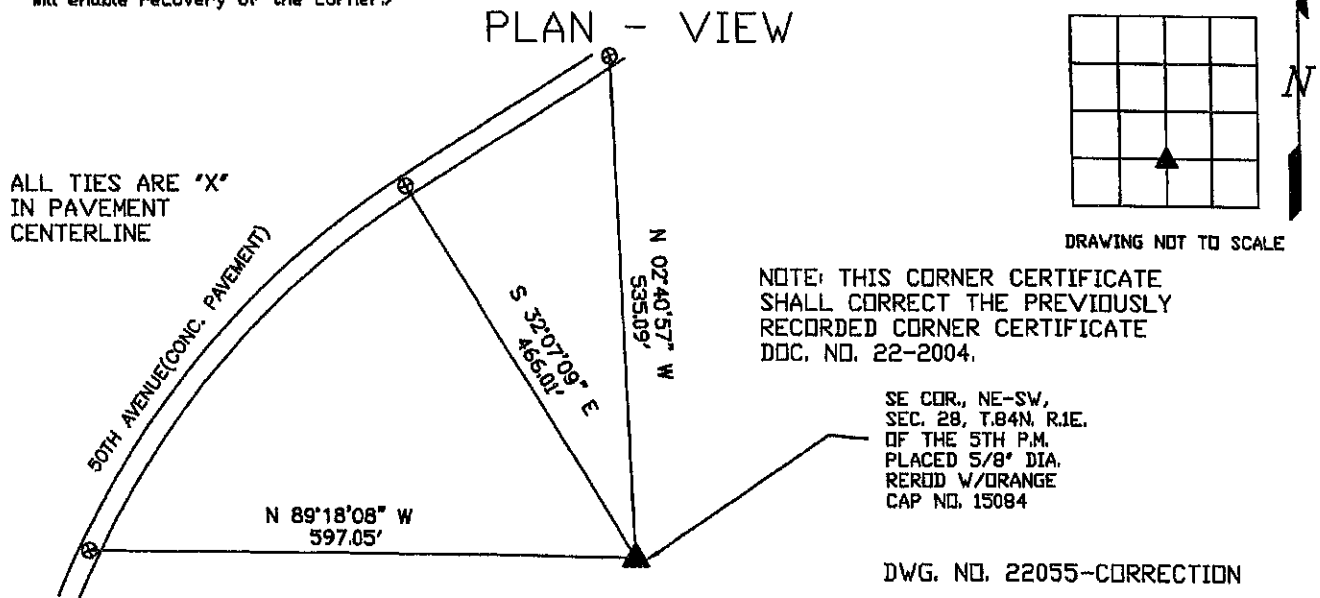 will enable recovery of the corner.)
PLAN - VIEW
N
ALL TIES ARE "X"
IN PAVEMENT
CENTERLINE
DRAWING NOT TO SCALE
50TH AVENUE(CONC. PAVEMENT)
N 02°40'57" W
535.09'
S 32°07'09" E
466.01'
NOTE: THIS CORNER CERTIFICATE
SHALL CORRECT THE PREVIOUSLY
RECORDED CORNER CERTIFICATE
DOC. NO. 22-2004.
SE COR., NE-SW,
SEC. 28, T.84N. R.1E.
OF THE 5TH P.M.
PLACED 5/8" DIA.
REROD W/ORANGE
CAP NO. 15084
N 89°18'08" W
597.05'
DWG. NO. 22055-CORRECTION